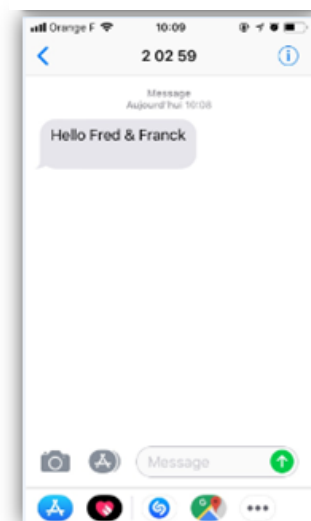 Orange F 10:09
2 02 59
Message
Aujourd'hui 10:08
Hello Fred & Franck
Message